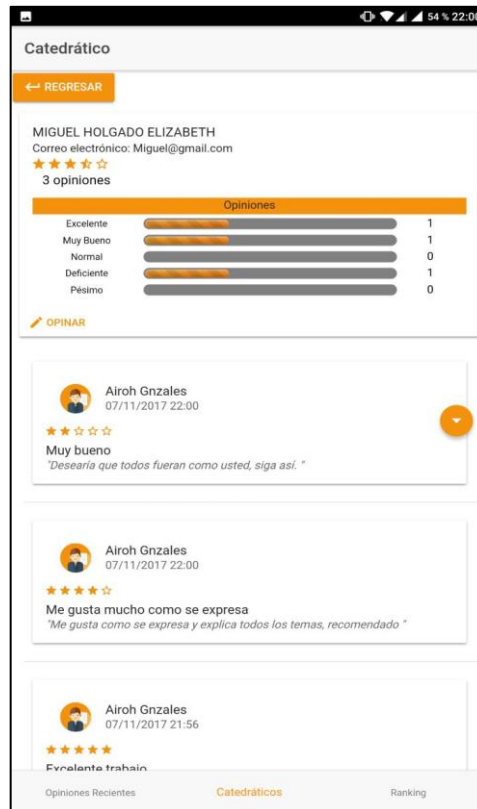 54 % 22:00
Catedrático
REGRESAR
MIGUEL HOLGADO ELIZABETH
Correo electrónico: Miguel@gmail.com
3 opiniones
Opiniones
Excelente 1
Muy Bueno 1
Normal 0
Deficiente 1
Pésimo 0
OPINAR
Airoh Gnzales
07/11/2017 22:00
Muy bueno
"Desearía que todos fueran como usted, siga así. "
Airoh Gnzales
07/11/2017 22:00
Me gusta mucho como se expresa
"Me gusta como se expresa y explica todos los temas, recomendado "
Airoh Gnzales
07/11/2017 21:56
Excelente trabajo
Opiniones Recientes Catedráticos Ranking